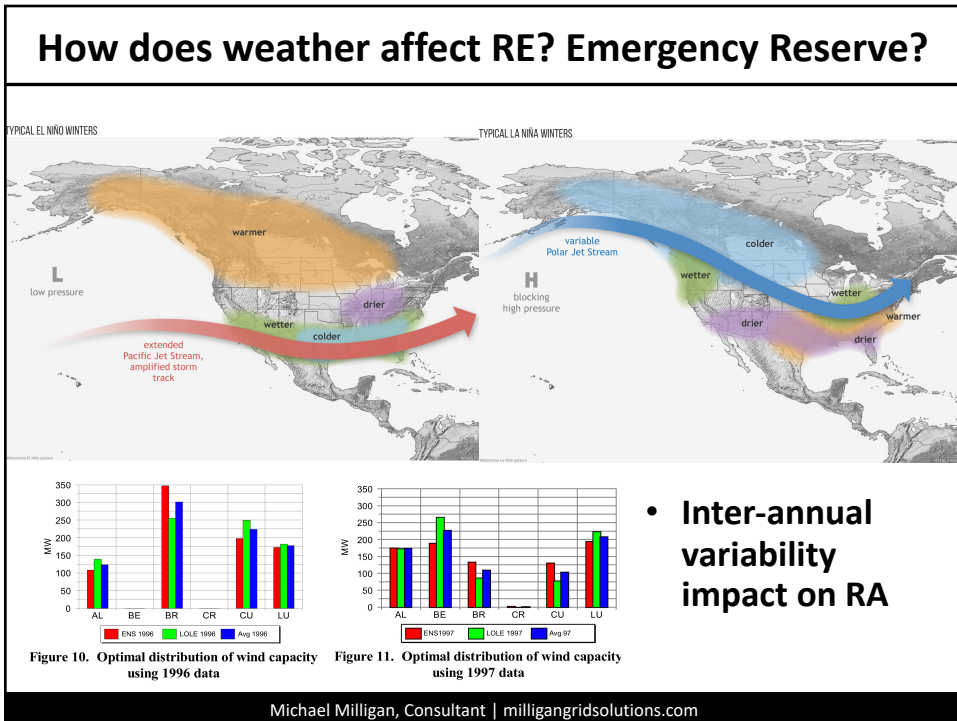 How does weather affect RE? Emergency Reserve?
TYPICAL EL NIÑO WINTERS
warmer
L
low pressure
drier
wetter
colder
extended
Pacific Jet Stream,
amplified storm
track
TYPICAL LA NIÑA WINTERS
variable
Polar Jet Stream
colder
wetter
H
blocking
high pressure
wetter
warmer
drier
drier
350
300
250
200
150
100
50
0
MW
AL BE BR CR CU LU
ENS 1996 LOLE 1996 Avg 1996
Figure 10. Optimal distribution of wind capacity
using 1996 data
350
300
250
200
150
100
50
0
MW
AL BE BR CR CU LU
ENS1997 LOLE 1997 Avg 97
Figure 11. Optimal distribution of wind capacity
using 1997 data
• Inter-annual
variability
impact on RA
Michael Milligan, Consultant | milligangridsolutions.com